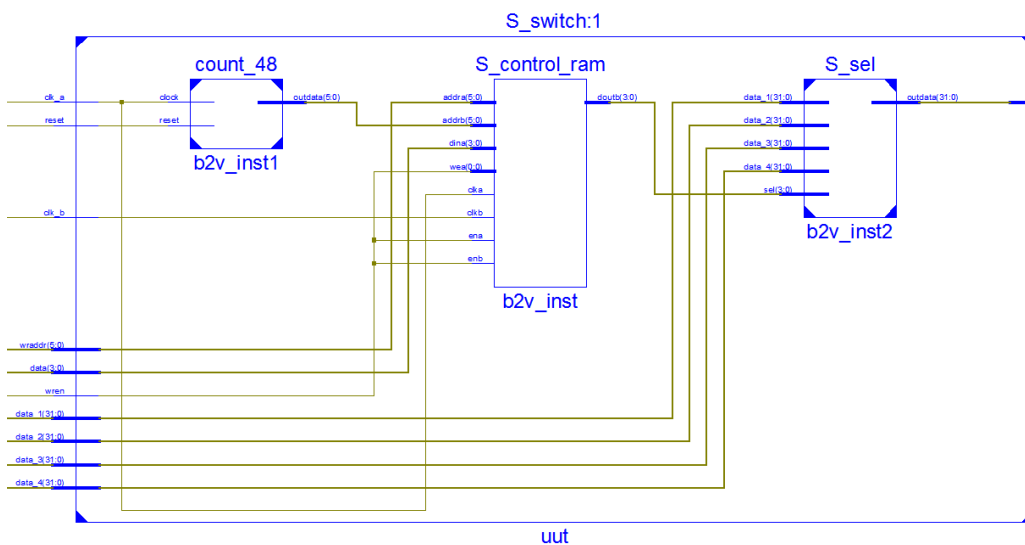 S_switch:1
count_48
S_control_ram
S_sel
clk_a
clock
outdata(5:0)
addra(5:0)
doutb(3:0)
data_1(31:0)
outdata(31:0)
reset
reset
addrb(5:0)
data_2(31:0)
dina(3:0)
data_3(31:0)
b2v_inst1
wea(0:0)
data_4(31:0)
clka
sel(3:0)
clk_b
clkb
b2v_inst2
ena
enb
b2v_inst
wraddr(5:0)
data(3:0)
wren
data_1(31:0)
data_2(31:0)
data_3(31:0)
data_4(31:0)
uut